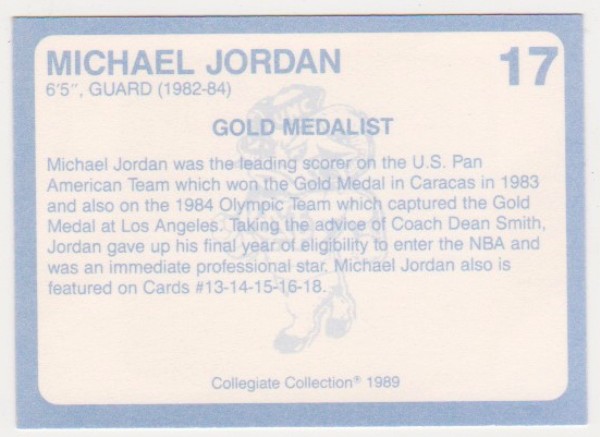 MICHAEL JORDAN 17
6'5", GUARD (1982-84)
GOLD MEDALIST
Michael Jordan was the leading scorer on the U.S. Pan
American Team which won the Gold Medal in Caracas in 1983
and also on the 1984 Olympic Team which captured the Gold
Medal at Los Angeles. Taking the advice of Coach Dean Smith,
Jordan gave up his final year of eligibility to enter the NBA and
was an immediate professional star. Michael Jordan also is
featured on Cards #13-14-15-16-18.
Collegiate Collection® 1989